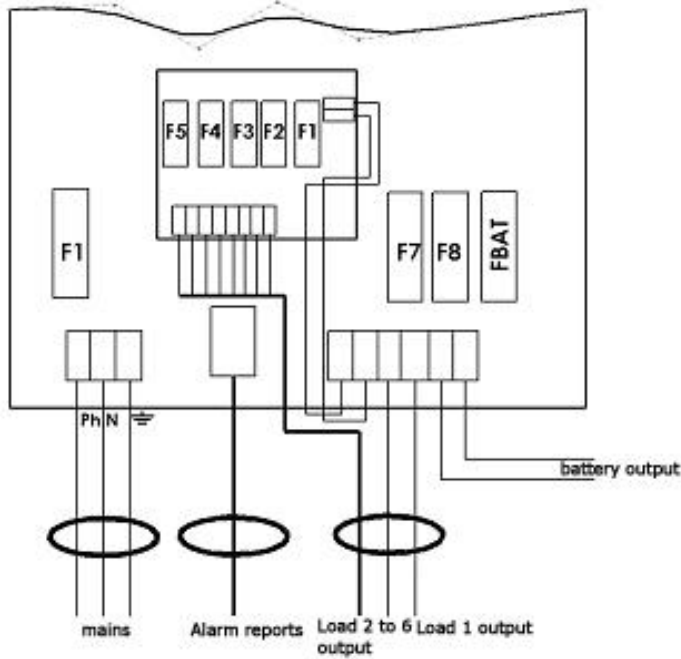 F5 F4 F3 F2 F1
F1
F7 F8 FBAT
Ph N
battery output
mains
Alarm reports
Load 2 to 6
output
Load 1 output